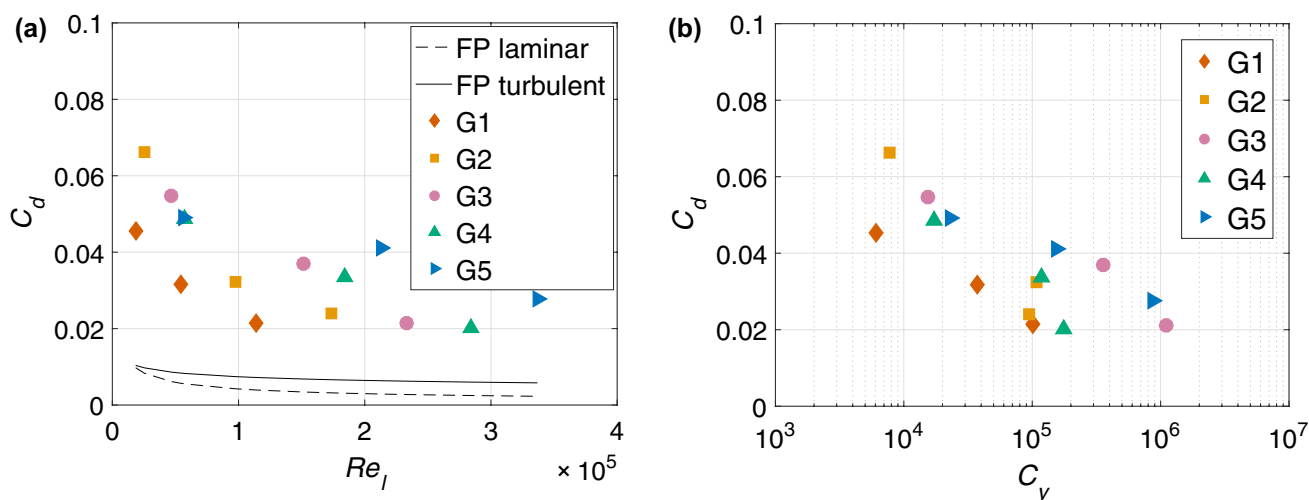 (a)
0.1
0.08
0.06
0.04
0.02
0
C_d
0 1 2 3 4
Re_l
× 10^5
FP laminar
FP turbulent
G1
G2
G3
G4
G5
(b)
0.1
0.08
0.06
0.04
0.02
0
C_d
10^3 10^4 10^5 10^6 10^7
C_y
G1
G2
G3
G4
G5